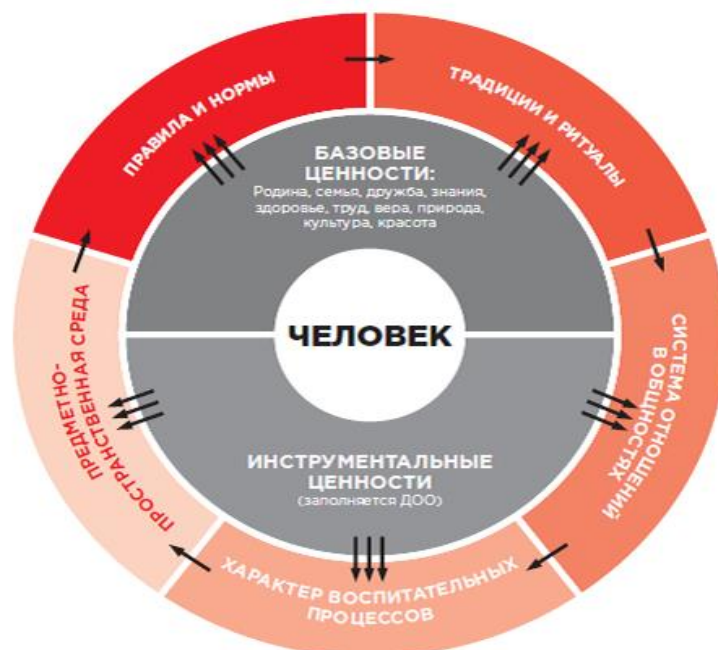 ПРАВИЛА И НОРМЫ
ТРАДИЦИИ И РИТУАЛЫ
БАЗОВЫЕ
ЦЕННОСТИ:
Родина, семья, дружба, знания,
здоровье, труд, вера, природа,
культура, красота
ЧЕЛОВЕК
ПРЕДМЕТНО-
ПРОСТРАНСТВЕННАЯ СРЕДА
СИСТЕМА ОТНОШЕНИЙ
В ОБЩНОСТЯХ
ИНСТРУМЕНТАЛЬНЫЕ
ЦЕННОСТИ
(заполняется ДОО)
ХАРАКТЕР ВОСПИТАТЕЛЬНЫХ
ПРОЦЕССОВ